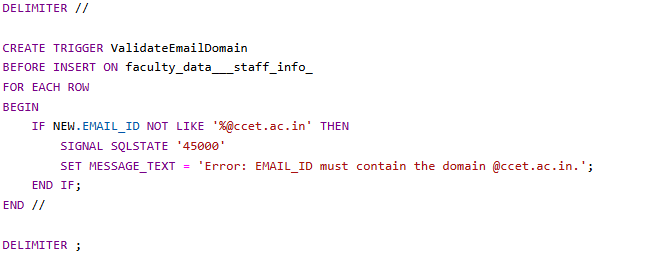 DELIMITER //
CREATE TRIGGER ValidateEmailDomain
BEFORE INSERT ON faculty_data___staff_info_
FOR EACH ROW
BEGIN
IF NEW.EMAIL_ID NOT LIKE '%@ccet.ac.in' THEN
SIGNAL SQLSTATE '45000'
SET MESSAGE_TEXT = 'Error: EMAIL_ID must contain the domain @ccet.ac.in.';
END IF;
END //
DELIMITER ;